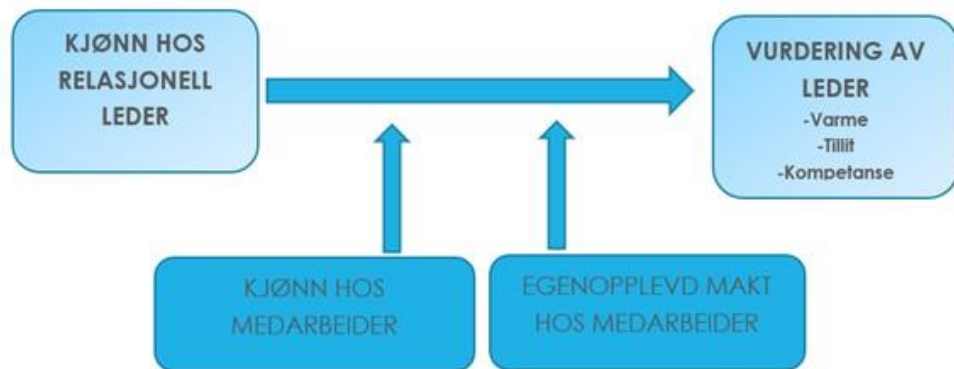 KJØNN HOS
RELASJONELL
LEDER
VURDERING AV
LEDER
-Varme
-Tillit
-Kompetanse
KJØNN HOS
MEDARBEIDER
EGENOPPLEVD MAKT
HOS MEDARBEIDER